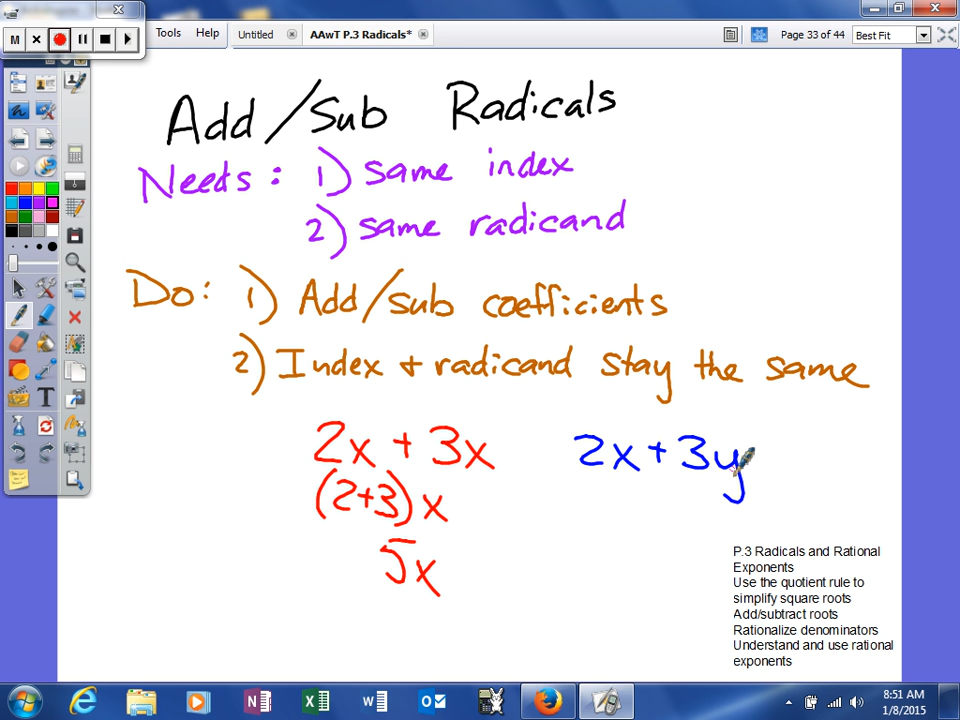 M
Tools Help Untitled AAwT P.3 Radicals* Page 33 of 44 Best Fit
Add/Sub Radicals
Needs: 1) same index
2) same radicand
Do: 1) Add/sub coefficients
2) Index + radicand stay the same
2x + 3x
(2+3)x
5x
2x + 3y
P.3 Radicals and Rational
Exponents
Use the quotient rule to
simplify square roots
Add/subtract roots
Rationalize denominators
Understand and use rational
exponents
8:51 AM
1/8/2015